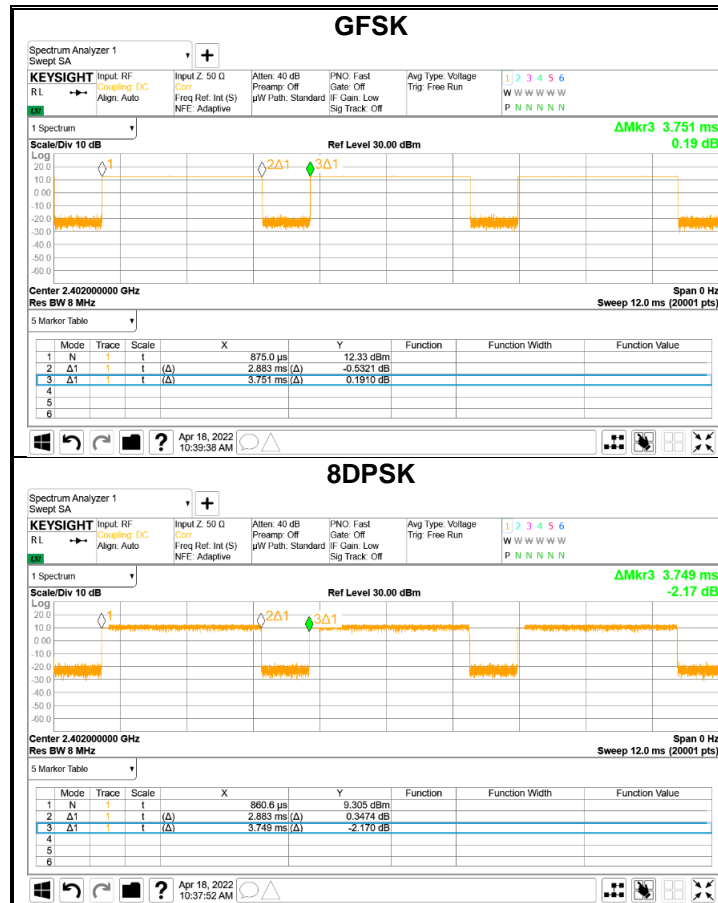 GFSK
Spectrum Analyzer 1
Swept SA
+
KEYSIGHT Input: RF Input Z: 50 Ω Atten: 40 dB PNO: Fast Avg Type: Voltage 1 2 3 4 5 6
RL Coupling: DC Corr Preamp: Off Gate: Off Trig: Free Run W W W W W W
Align: Auto Freq Ref: Int (S) µW Path: Standard IF Gain: Low P N N N N N
NFE: Adaptive Sig Track: Off
LXI
1 Spectrum ΔMkr3 3.751 ms
Scale/Div 10 dB Ref Level 30.00 dBm 0.19 dB
Log
20.0 1 2Δ1 3Δ1
10.0
0.00
-10.0
-20.0
-30.0
-40.0
-50.0
-60.0
Center 2.402000000 GHz Span 0 Hz
Res BW 8 MHz Sweep 12.0 ms (20001 pts)
5 Marker Table
Mode Trace Scale X Y Function Function Width Function Value
1 N 1 t 875.0 µs 12.33 dBm
2 Δ1 1 t (Δ) 2.883 ms (Δ) -0.5321 dB
3 Δ1 1 t (Δ) 3.751 ms (Δ) 0.1910 dB
4
5
6
? Apr 18, 2022
10:39:38 AM
8DPSK
Spectrum Analyzer 1
Swept SA
+
KEYSIGHT Input: RF Input Z: 50 Ω Atten: 40 dB PNO: Fast Avg Type: Voltage 1 2 3 4 5 6
RL Coupling: DC Corr Preamp: Off Gate: Off Trig: Free Run W W W W W W
Align: Auto Freq Ref: Int (S) µW Path: Standard IF Gain: Low P N N N N N
NFE: Adaptive Sig Track: Off
LXI
1 Spectrum ΔMkr3 3.749 ms
Scale/Div 10 dB Ref Level 30.00 dBm -2.17 dB
Log
20.0 1 2Δ1 3Δ1
10.0
0.00
-10.0
-20.0
-30.0
-40.0
-50.0
-60.0
Center 2.402000000 GHz Span 0 Hz
Res BW 8 MHz Sweep 12.0 ms (20001 pts)
5 Marker Table
Mode Trace Scale X Y Function Function Width Function Value
1 N 1 t 860.6 µs 9.305 dBm
2 Δ1 1 t (Δ) 2.883 ms (Δ) 0.3474 dB
3 Δ1 1 t (Δ) 3.749 ms (Δ) -2.170 dB
4
5
6
? Apr 18, 2022
10:37:52 AM